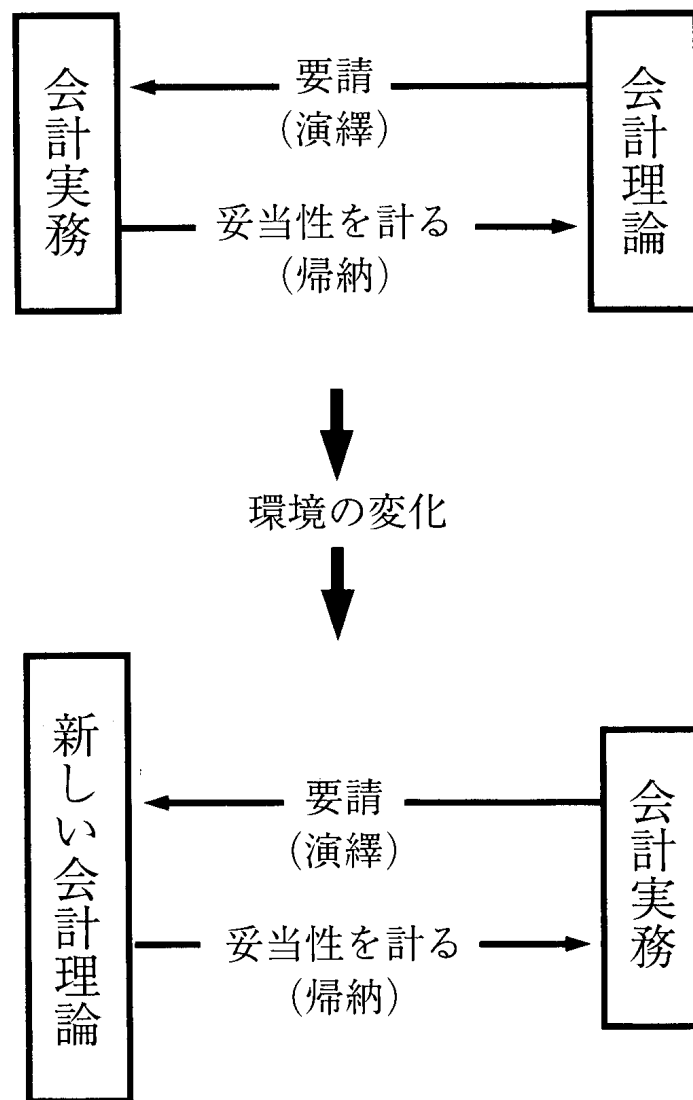 会計実務
要請
(演繹)
妥当性を計る
(帰納)
会計理論
環境の変化
新しい会計理論
要請
(演繹)
妥当性を計る
(帰納)
会計実務